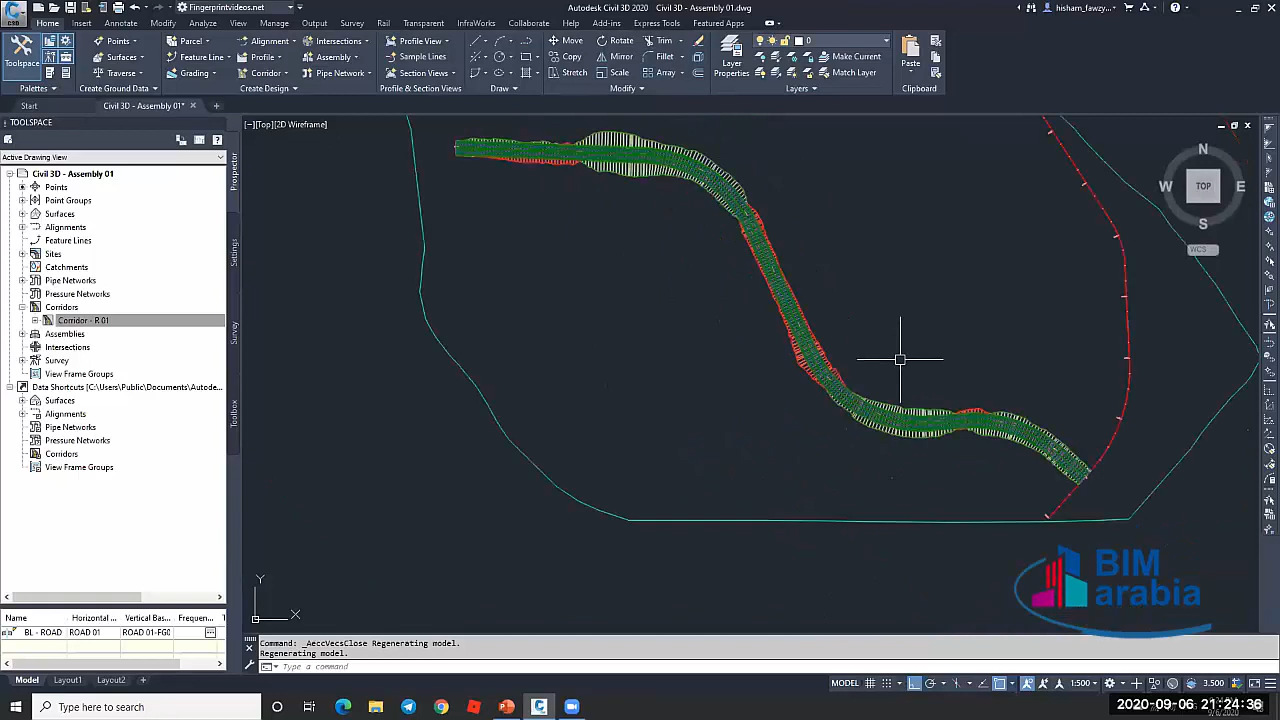 Fingerprintvideos.net
Autodesk Civil 3D 2020 Civil 3D - Assembly 01.dwg
hisham_fawzy...
Home Insert Annotate Modify Analyze View Manage Output Survey Rail Transparent InfraWorks Collaborate Help Add-ins Express Tools Featured Apps
Toolspace
Points
Surfaces
Traverse
Parcel
Feature Line
Grading
Alignment
Profile
Corridor
Intersections
Assembly
Pipe Network
Profile View
Sample Lines
Section Views
Move
Copy
Stretch
Rotate
Mirror
Scale
Trim
Fillet
Array
Layer
Properties
0
Make Current
Match Layer
Paste
Palettes Create Ground Data Create Design Profile & Section Views Draw Modify Layers Clipboard
Start Civil 3D - Assembly 01*
TOOLSPACE
Active Drawing View
Civil 3D - Assembly 01
Points
Point Groups
Surfaces
Alignments
Feature Lines
Sites
Catchments
Pipe Networks
Pressure Networks
Corridors
Corridor - R 01
Assemblies
Intersections
Survey
View Frame Groups
Data Shortcuts [C:\Users\Public\Documents\Autode...
Surfaces
Alignments
Pipe Networks
Pressure Networks
Corridors
View Frame Groups
Prospector
Settings
Survey
Toolbox
Name Horizontal ... Vertical Bas... Frequen...
BL - ROAD ROAD 01 ROAD 01-FG0
[−][Top][2D Wireframe]
N
W TOP E
S
WCS
Y
X
BIM
arabia
Command: _AeccVecsClose Regenerating model.
Regenerating model.
Type a command
Model Layout1 Layout2 +
MODEL 1:500 3.500
Type here to search
2020-09-06 21:24:36